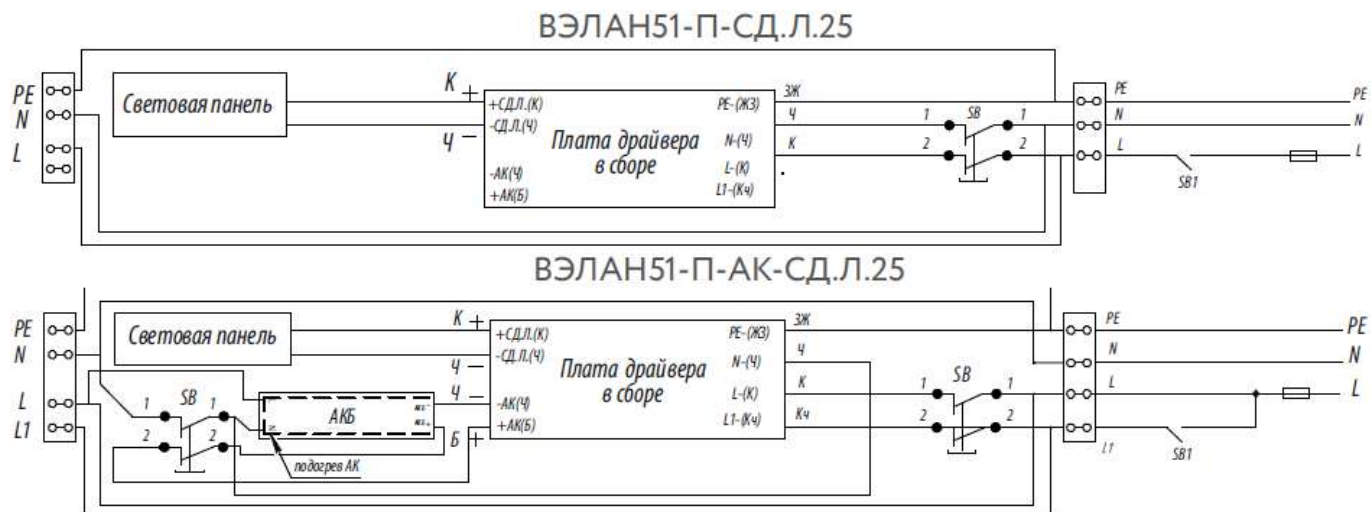 ВЭЛАН51-П-СД.Л.25
PE
N
L
Световая панель
К +
Ч −
+СД.Л.(К)
-СД.Л.(Ч)
-АК(Ч)
+АК(Б)
Плата драйвера
в сборе
PE-(ЖЗ)
N-(Ч)
L-(К)
L1-(Кч)
ЗЖ
Ч
К
1 SB 1
2 2
PE
N
L
SB1
PE
N
L
ВЭЛАН51-П-АК-СД.Л.25
PE
N
L
L1
Световая панель
1 SB 1
2 2
АКБ
подогрев АК
К +
Ч −
Ч −
Б +
+СД.Л.(К)
-СД.Л.(Ч)
-АК(Ч)
+АК(Б)
Плата драйвера
в сборе
PE-(ЖЗ)
N-(Ч)
L-(К)
L1-(Кч)
ЗЖ
Ч
К
Кч
1 SB 1
2 2
PE
N
L
L1
SB1
PE
N
L